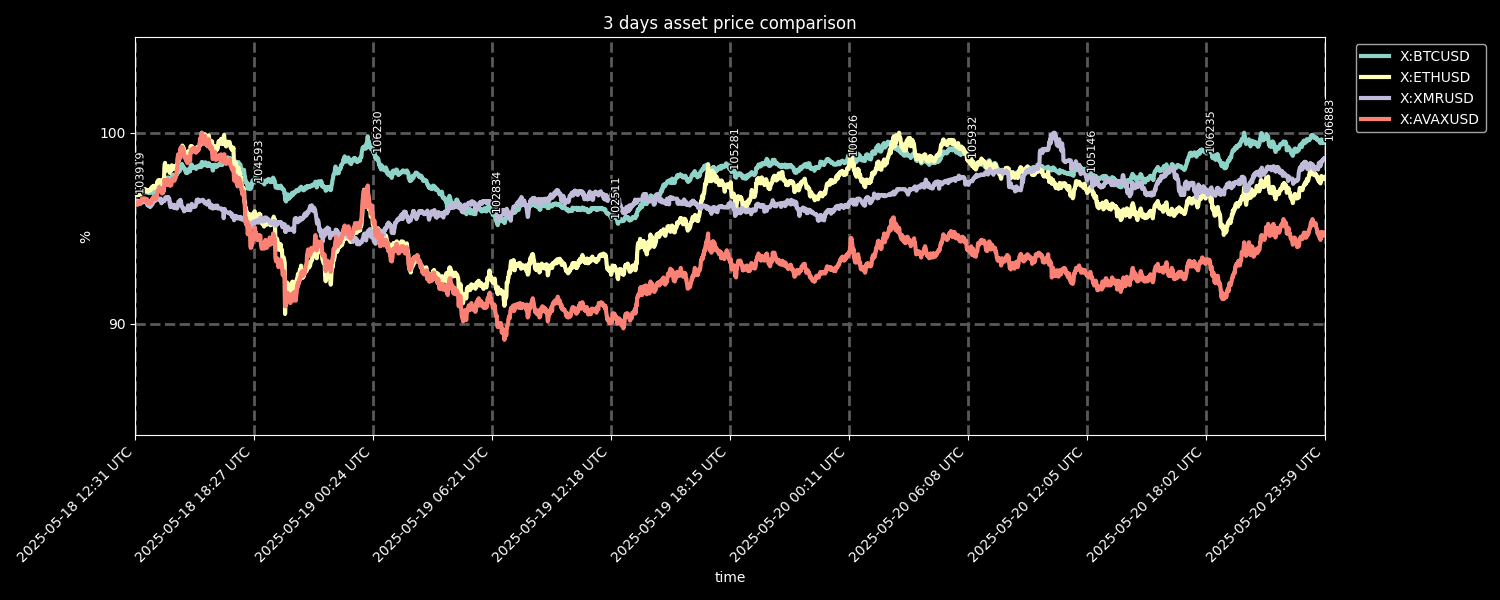 3 days asset price comparison
X:BTCUSD
X:ETHUSD
X:XMRUSD
X:AVAXUSD
100
90
%
103919
104593
106230
102834
102511
105281
106026
105932
105146
106235
106883
2025-05-18 12:31 UTC
2025-05-18 18:27 UTC
2025-05-19 00:24 UTC
2025-05-19 06:21 UTC
2025-05-19 12:18 UTC
2025-05-19 18:15 UTC
2025-05-20 00:11 UTC
2025-05-20 06:08 UTC
2025-05-20 12:05 UTC
2025-05-20 18:02 UTC
2025-05-20 23:59 UTC
time